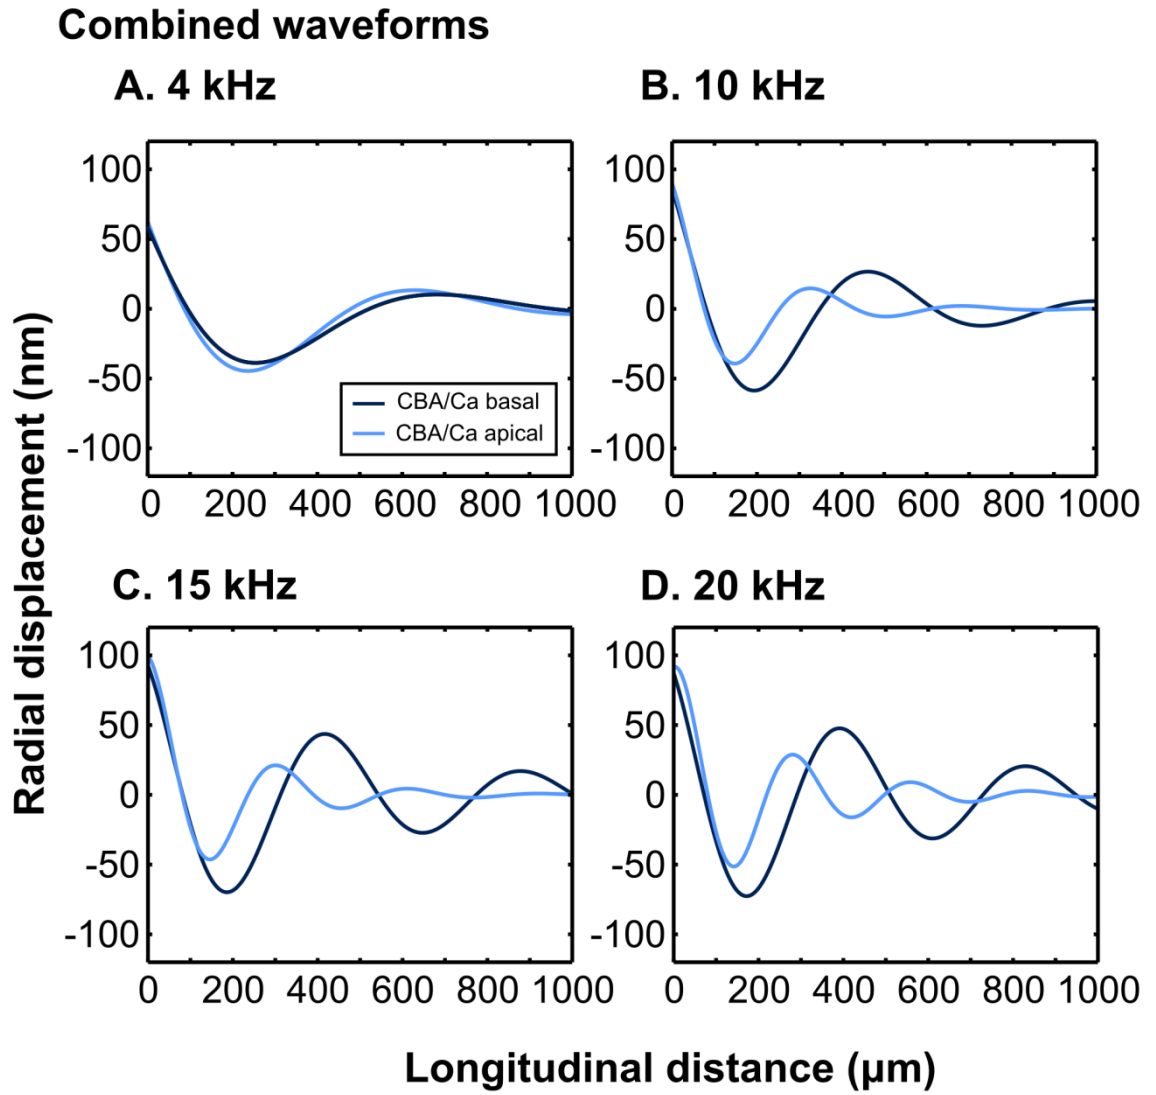 Combined waveforms
A. 4 kHz
B. 10 kHz
100
50
0
-50
-100
CBA/Ca basal
CBA/Ca apical
0 200 400 600 800 1000
100
50
0
-50
-100
0 200 400 600 800 1000
C. 15 kHz
D. 20 kHz
100
50
0
-50
-100
0 200 400 600 800 1000
100
50
0
-50
-100
0 200 400 600 800 1000
Radial displacement (nm)
Longitudinal distance (µm)